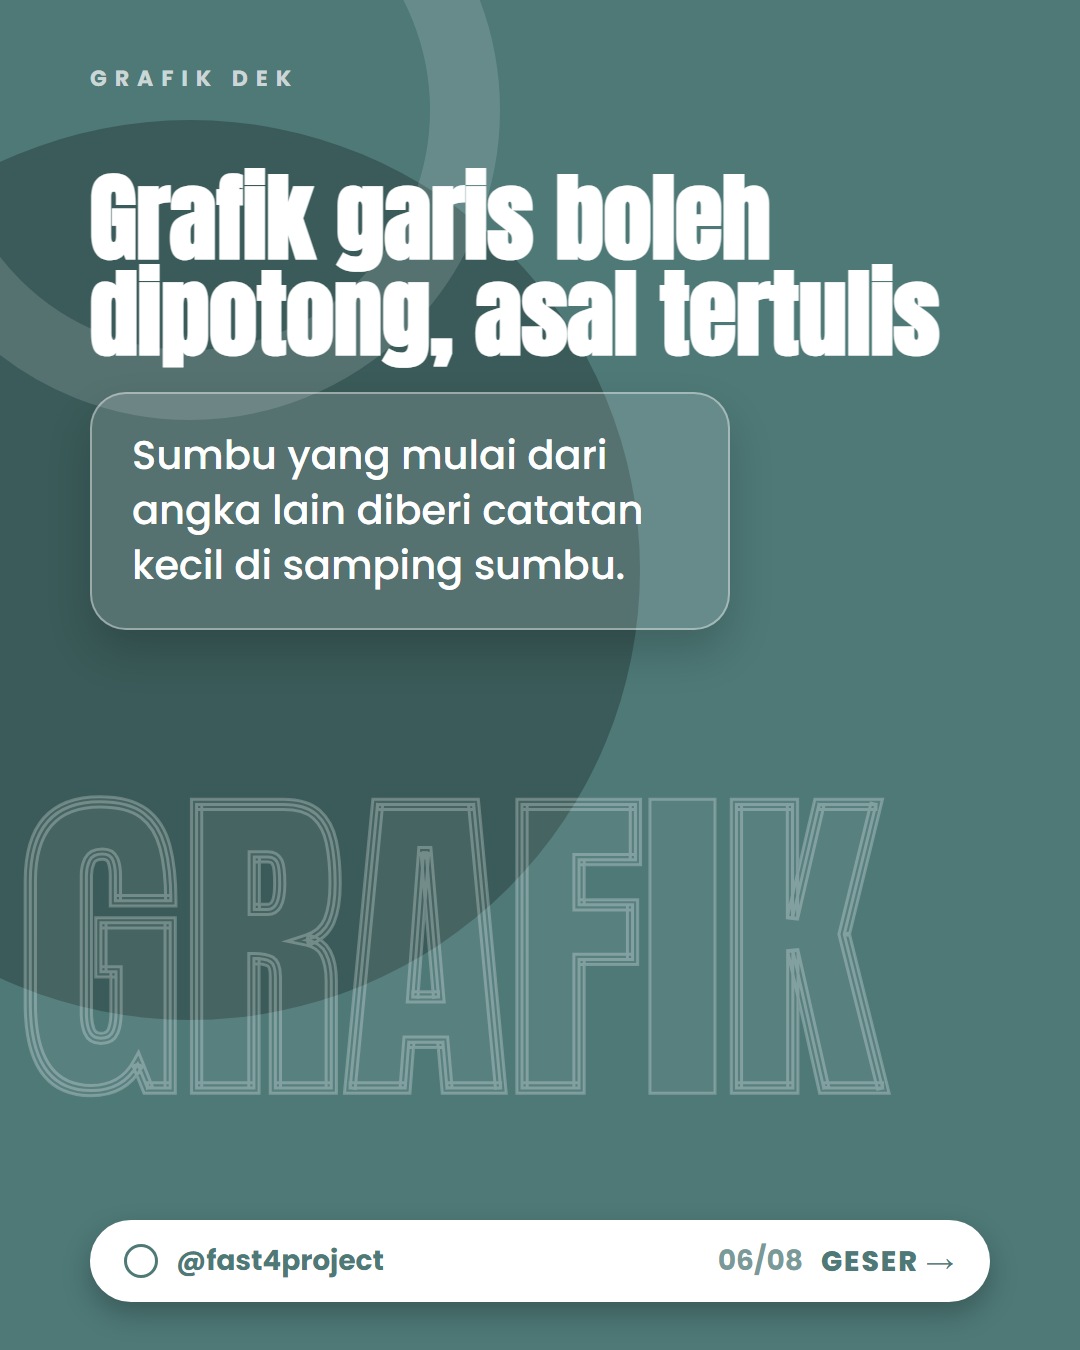 GRAFIK DEK
Grafik garis boleh
dipotong, asal tertulis
Sumbu yang mulai dari
angka lain diberi catatan
kecil di samping sumbu.
GRAFIK
@fast4project
06/08 GESER →